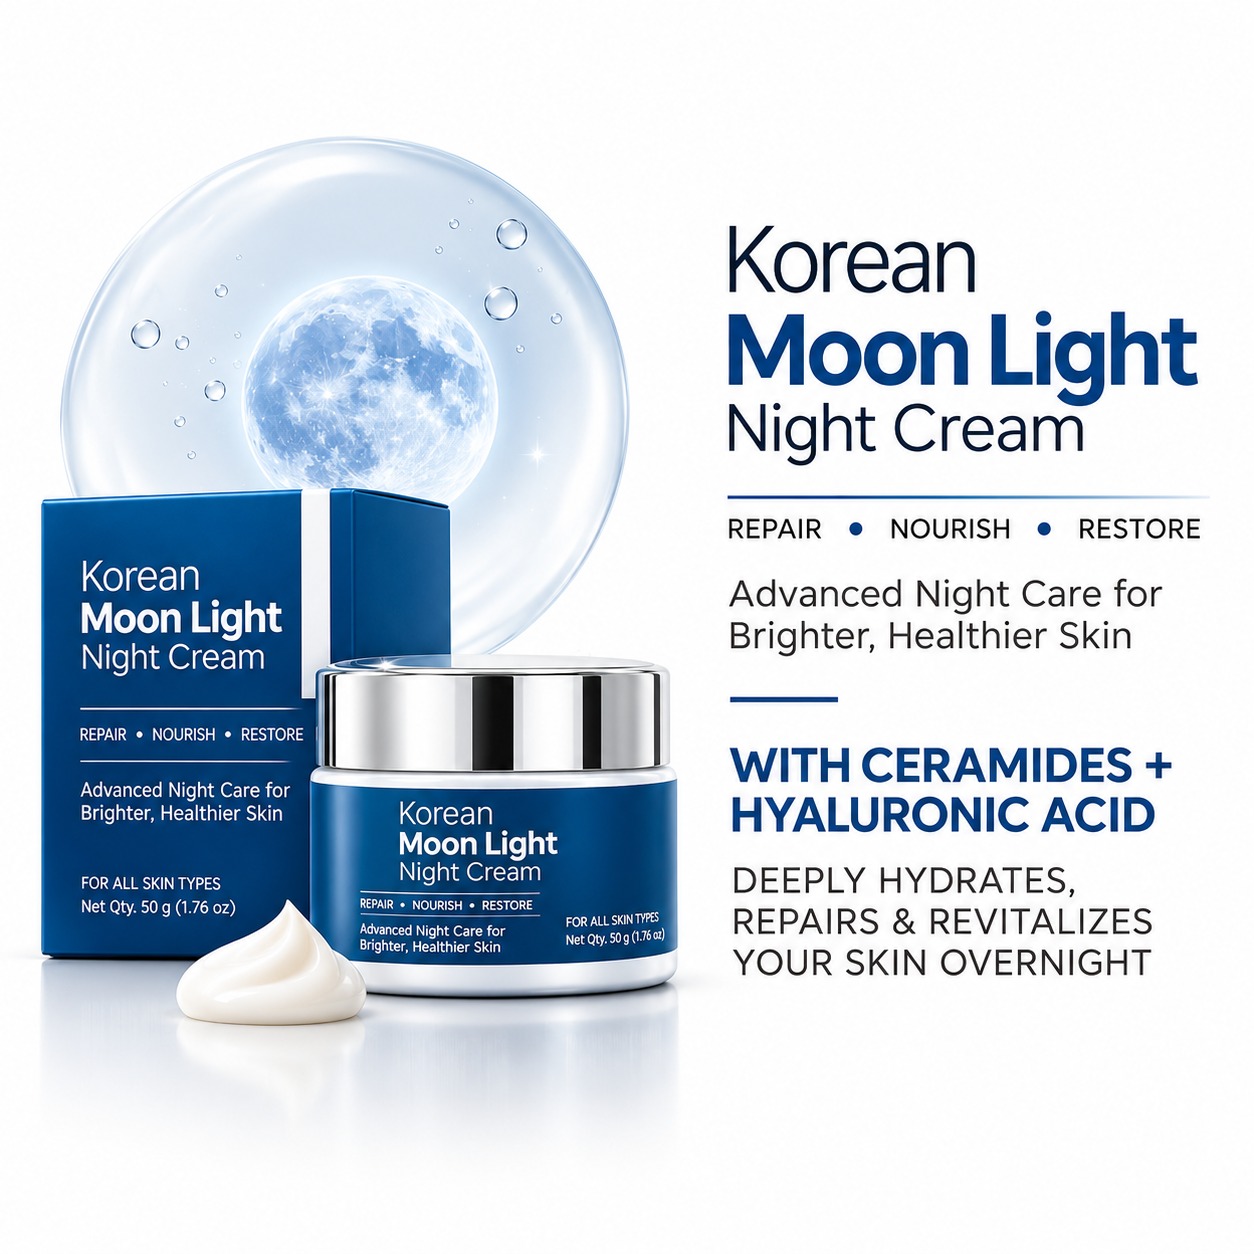 Korean
Moon Light
Night Cream
REPAIR • NOURISH • RESTORE
Advanced Night Care for
Brighter, Healthier Skin
WITH CERAMIDES +
HYALURONIC ACID
DEEPLY HYDRATES,
REPAIRS & REVITALIZES
YOUR SKIN OVERNIGHT
Korean
Moon Light
Night Cream
REPAIR • NOURISH • RESTORE
Advanced Night Care for
Brighter, Healthier Skin
FOR ALL SKIN TYPES
Net Qty. 50 g (1.76 oz)
Korean
Moon Light
Night Cream
REPAIR • NOURISH • RESTORE
Advanced Night Care for
Brighter, Healthier Skin
FOR ALL SKIN TYPES
Net Qty. 50 g (1.76 oz)